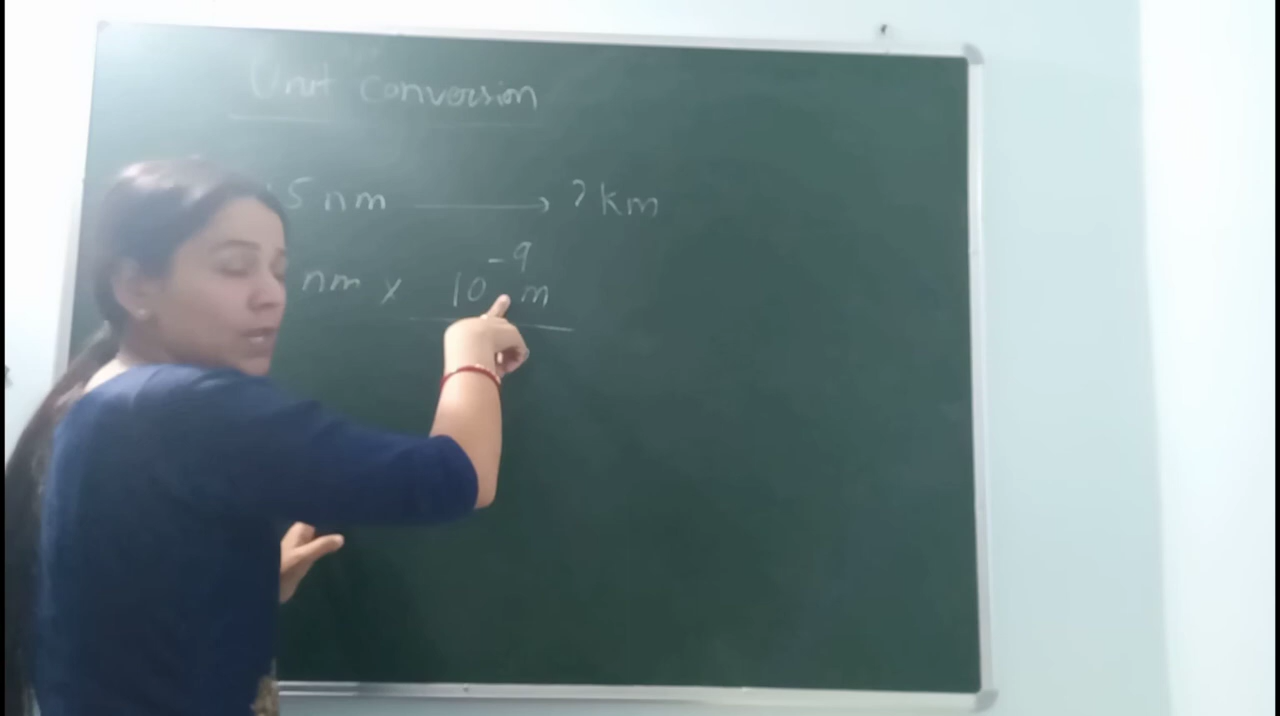 Unit conversion
5 nm → ? km
nm x 10⁻⁹ m